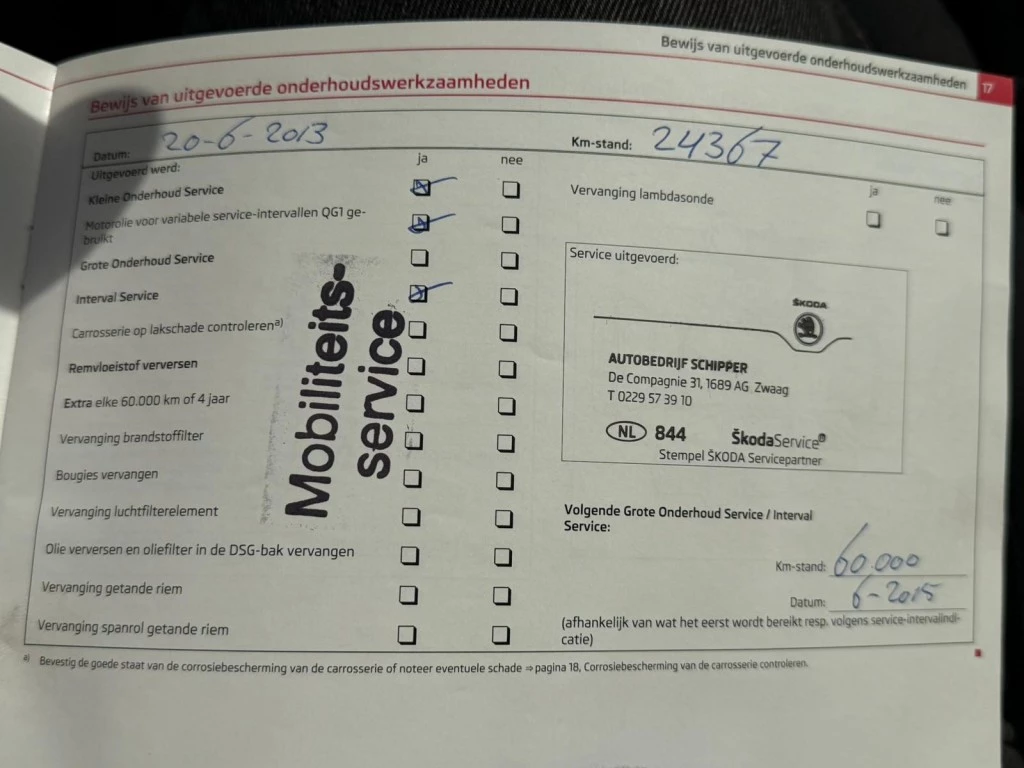 Bewijs van uitgevoerde onderhoudswerkzaamheden 17
Bewijs van uitgevoerde onderhoudswerkzaamheden
Datum: 20-6-2013
Km-stand: 24367
Uitgevoerd werd:
ja nee
Kleine Onderhoud Service
Motorolie voor variabele service-intervallen QG1 ge-
bruikt
Grote Onderhoud Service
Interval Service
Carrosserie op lakschade controleren a)
Remvloeistof verversen
Extra elke 60.000 km of 4 jaar
Vervanging brandstoffilter
Bougies vervangen
Vervanging luchtfilterelement
Olie verversen en oliefilter in de DSG-bak vervangen
Vervanging getande riem
Vervanging spanrol getande riem
Mobiliteits-
service
ja nee
Vervanging lambdasonde
Service uitgevoerd:
ŠKODA
AUTOBEDRIJF SCHIPPER
De Compagnie 31, 1689 AG Zwaag
T 0229 57 39 10
NL 844 ŠkodaService®
Stempel ŠKODA Servicepartner
Volgende Grote Onderhoud Service / Interval
Service:
Km-stand: 60.000
Datum: 6-2015
(afhankelijk van wat het eerst wordt bereikt resp. volgens service-intervalindi-
catie)
a) Bevestig de goede staat van de corrosiebescherming van de carrosserie of noteer eventuele schade ⇒ pagina 18, Corrosiebescherming van de carrosserie controleren.